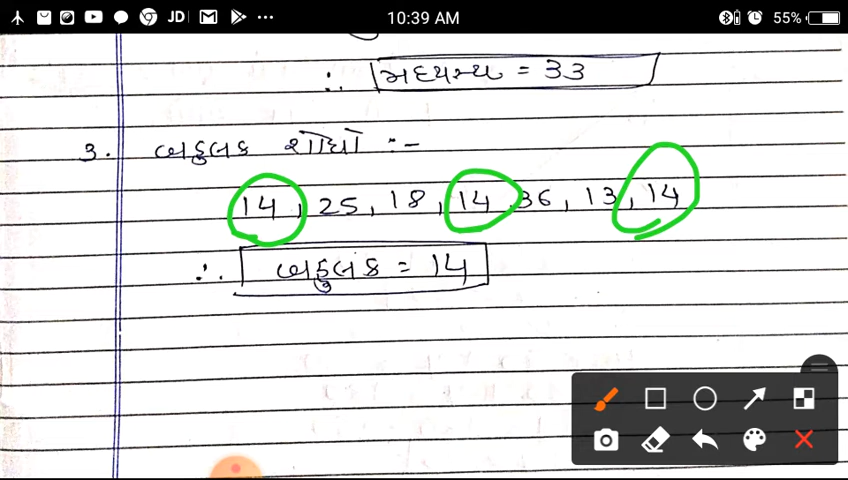 JD 10:39 AM 55%
∴ મધ્યસ્થ = 33
3. બહુલક શોધો :-
14, 25, 18, 14, 36, 13, 14
∴ બહુલક = 14